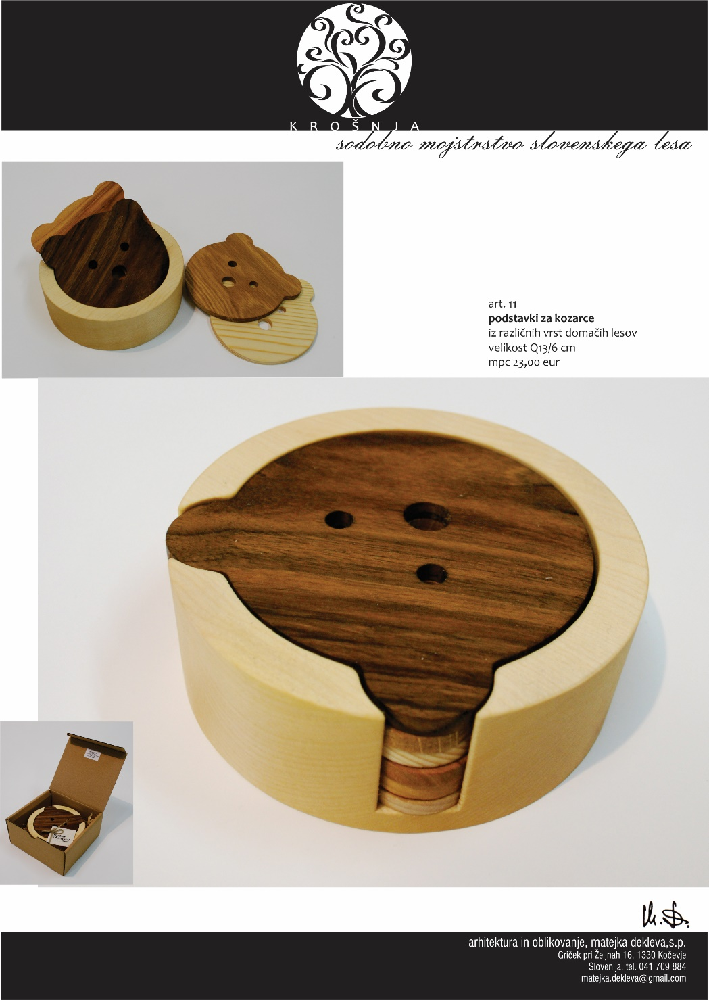 KROŠNJA
sodobno mojstrstvo slovenskega lesa
art. 11
podstavki za kozarce
iz različnih vrst domačih lesov
velikost Q13/6 cm
mpc 23,00 eur
arhitektura in oblikovanje, matejka dekleva,s.p.
Griček pri Željnah 16, 1330 Kočevje
Slovenija, tel. 041 709 884
matejka.dekleva@gmail.com